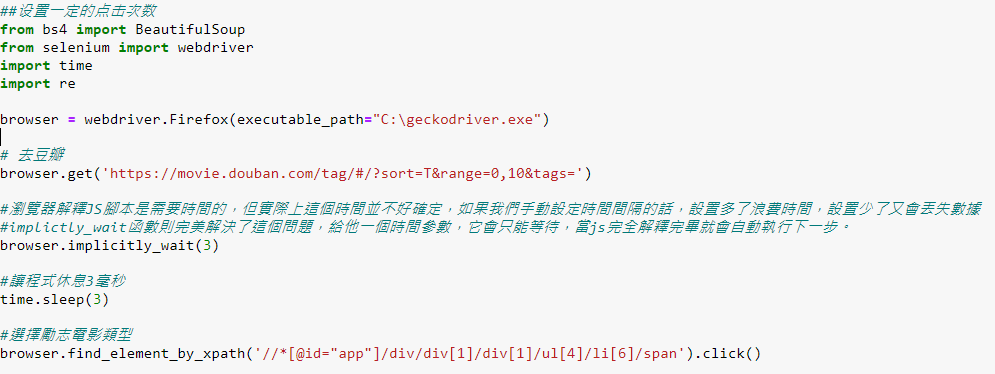 ##设置一定的点击次数
from bs4 import BeautifulSoup
from selenium import webdriver
import time
import re
browser = webdriver.Firefox(executable_path="C:\geckodriver.exe")
# 去豆瓣
browser.get('https://movie.douban.com/tag/#/?sort=T&range=0,10&tags=')
#瀏覽器解釋JS腳本是需要時間的，但實際上這個時間並不好確定，如果我們手動設定時間間隔的話，設置多了浪費時間，設置少了又會丟失數據
#implictly_wait函數則完美解決了這個問題，給他一個時間參數，它會只能等待，當js完全解釋完畢就會自動執行下一步。
browser.implicitly_wait(3)
#讓程式休息3毫秒
time.sleep(3)
#選擇勵志電影類型
browser.find_element_by_xpath('//*[@id="app"]/div/div[1]/div[1]/ul[4]/li[6]/span').click()